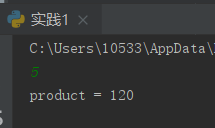 实践1 ×
C:\Users\10533\AppData\
5
product = 120